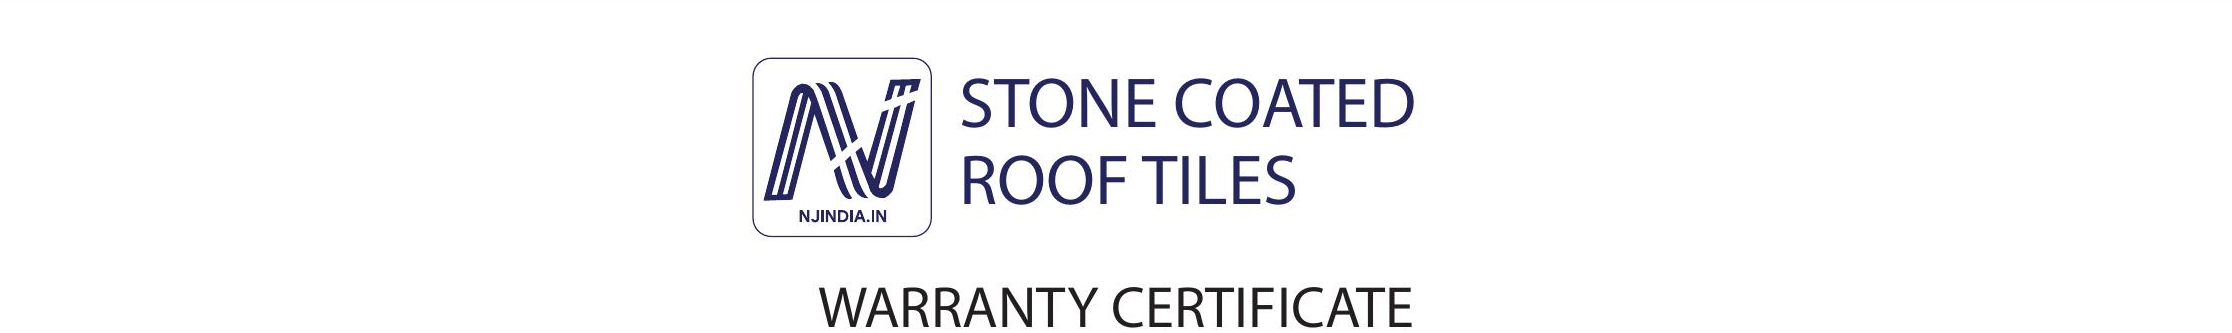 STONE COATED
ROOF TILES
NJINDIA.IN
WARRANTY CERTIFICATE